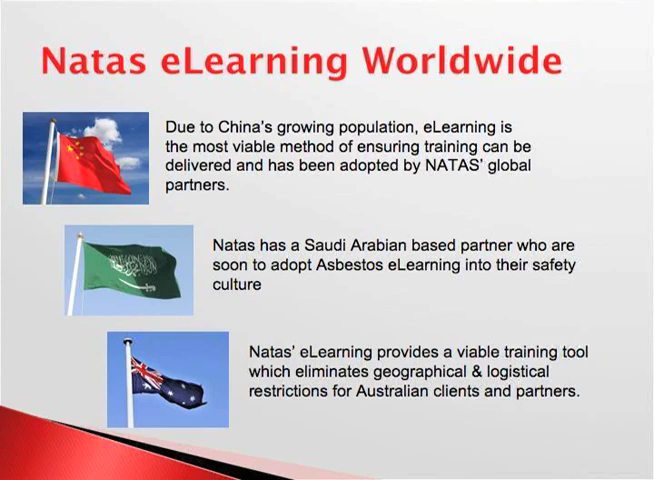 Natas eLearning Worldwide
Due to China's growing population, eLearning is
the most viable method of ensuring training can be
delivered and has been adopted by NATAS' global
partners.
Natas has a Saudi Arabian based partner who are
soon to adopt Asbestos eLearning into their safety
culture
Natas' eLearning provides a viable training tool
which eliminates geographical & logistical
restrictions for Australian clients and partners.